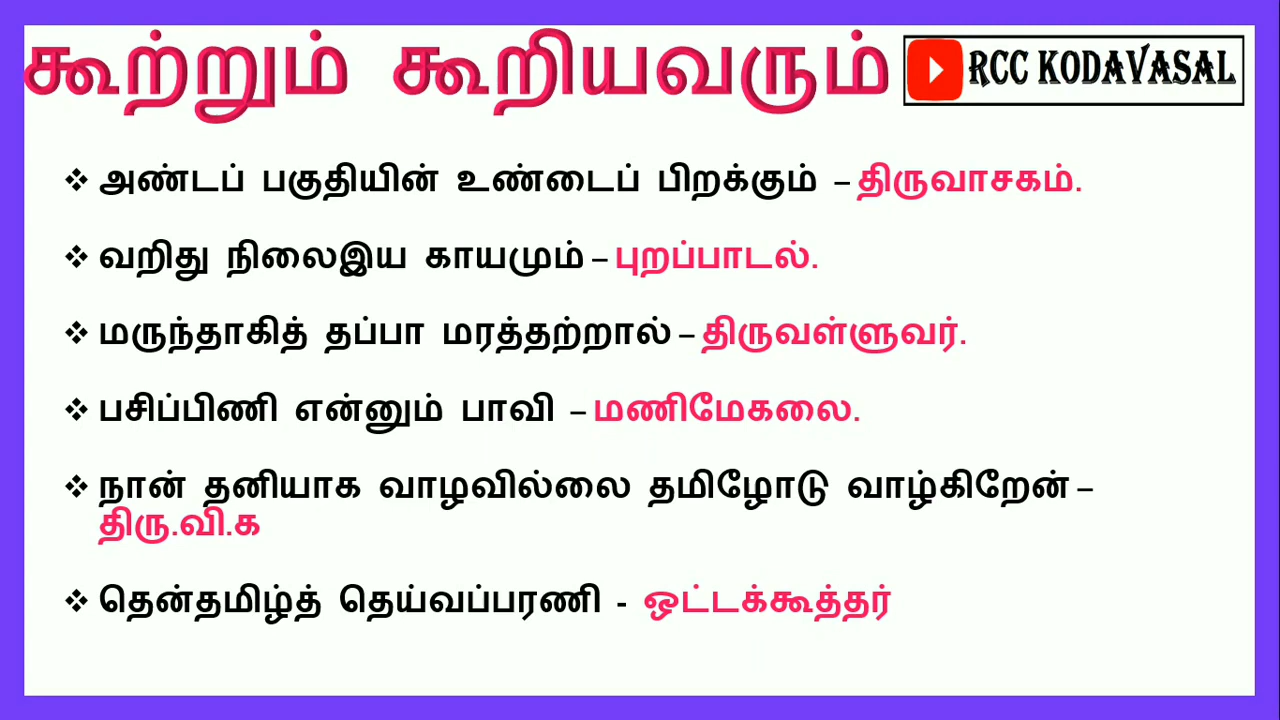 கூற்றும் கூறியவரும்
RCC KODAVASAL
❖ அண்டப் பகுதியின் உண்டைப் பிறக்கும் – திருவாசகம்.
❖ வறிது நிலைஇய காயமும் – புறப்பாடல்.
❖ மருந்தாகித் தப்பா மரத்தற்றால் – திருவள்ளுவர்.
❖ பசிப்பிணி என்னும் பாவி – மணிமேகலை.
❖ நான் தனியாக வாழவில்லை தமிழோடு வாழ்கிறேன் –
திரு.வி.க
❖ தென்தமிழ்த் தெய்வப்பரணி - ஒட்டக்கூத்தர்